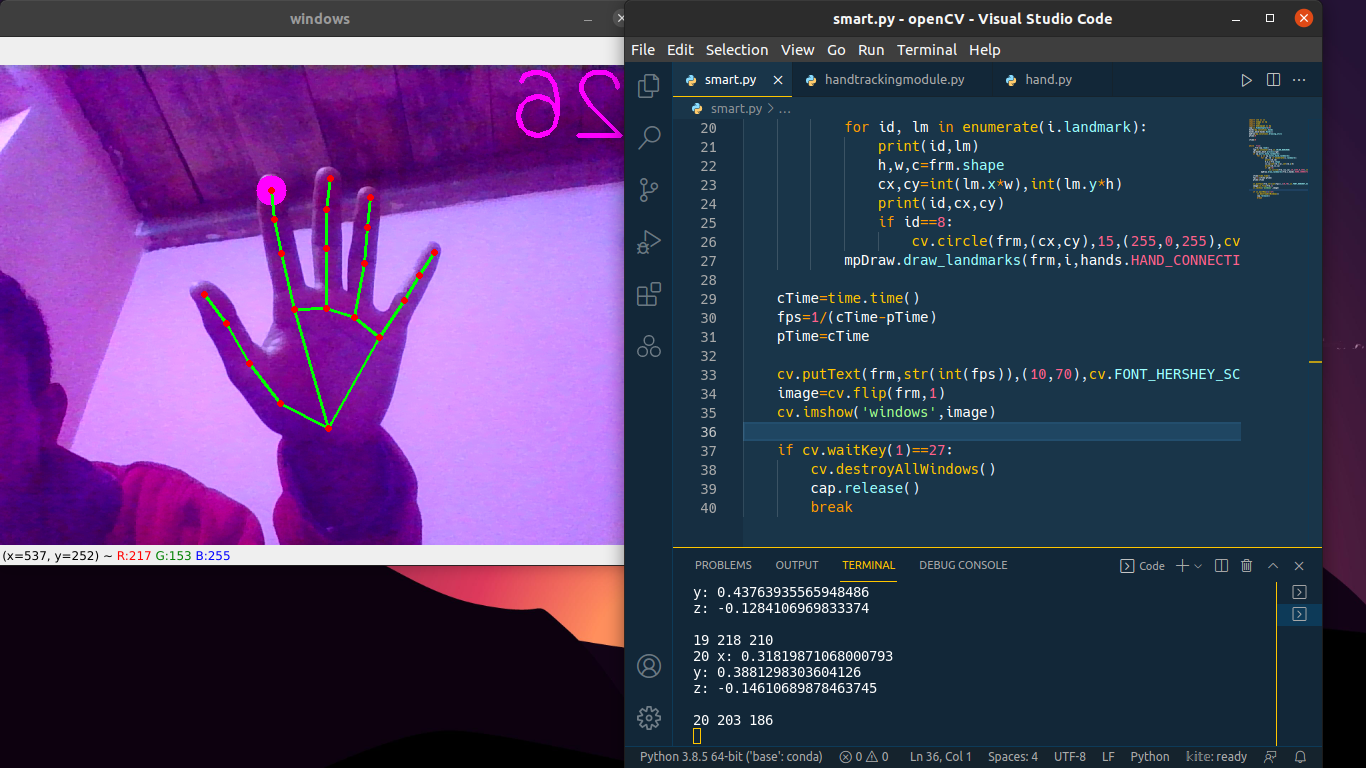 windows
26
(x=537, y=252) ~ R:217 G:153 B:255
smart.py - openCV - Visual Studio Code
File Edit Selection View Go Run Terminal Help
smart.py handtrackingmodule.py hand.py
smart.py > ...
20 for id, lm in enumerate(i.landmark):
21 print(id,lm)
22 h,w,c=frm.shape
23 cx,cy=int(lm.x*w),int(lm.y*h)
24 print(id,cx,cy)
25 if id==8:
26 cv.circle(frm,(cx,cy),15,(255,0,255),cv
27 mpDraw.draw_landmarks(frm,i,hands.HAND_CONNECTI
28
29 cTime=time.time()
30 fps=1/(cTime-pTime)
31 pTime=cTime
32
33 cv.putText(frm,str(int(fps)),(10,70),cv.FONT_HERSHEY_SC
34 image=cv.flip(frm,1)
35 cv.imshow('windows',image)
36
37 if cv.waitKey(1)==27:
38 cv.destroyAllWindows()
39 cap.release()
40 break
PROBLEMS OUTPUT TERMINAL DEBUG CONSOLE Code
y: 0.43763935565948486
z: -0.1284106969833374
19 218 210
20 x: 0.31819871068000793
y: 0.3881298303604126
z: -0.14610689878463745
20 203 186
Python 3.8.5 64-bit ('base': conda) 0 0 Ln 36, Col 1 Spaces: 4 UTF-8 LF Python kite: ready